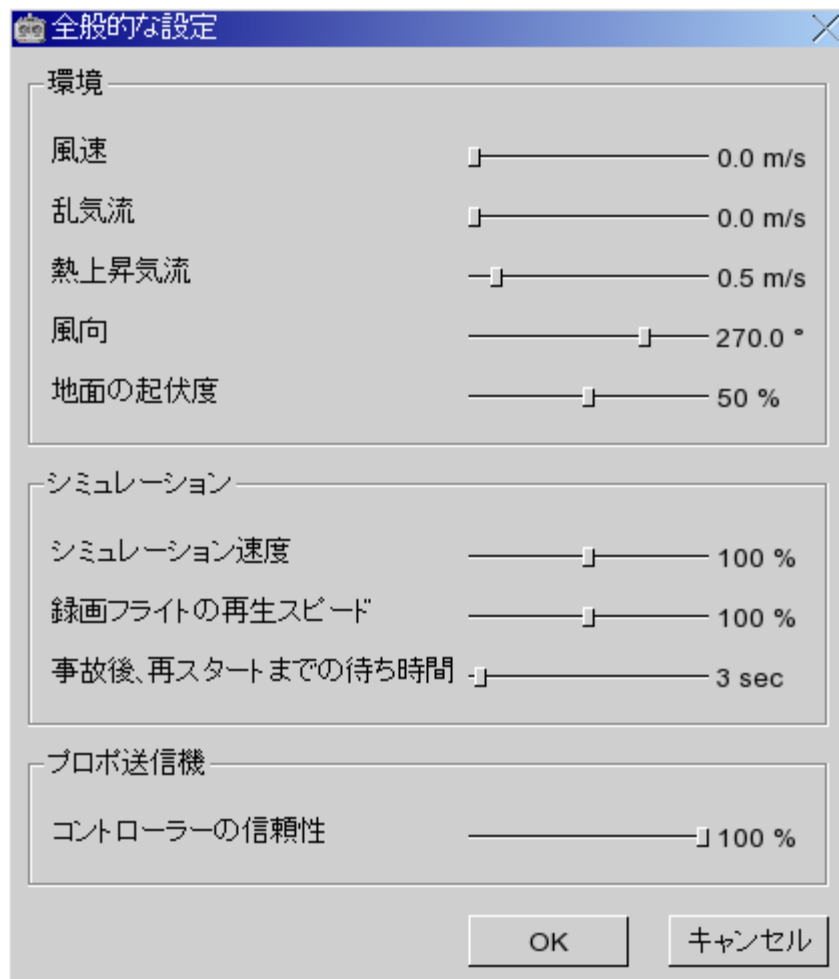 全般的な設定
環境
風速 0.0 m/s
乱気流 0.0 m/s
熱上昇気流 0.5 m/s
風向 270.0 °
地面の起伏度 50 %
シミュレーション
シミュレーション速度 100 %
録画フライトの再生スピード 100 %
事故後、再スタートまでの待ち時間 3 sec
プロポ送信機
コントローラーの信頼性 100 %
OK キャンセル